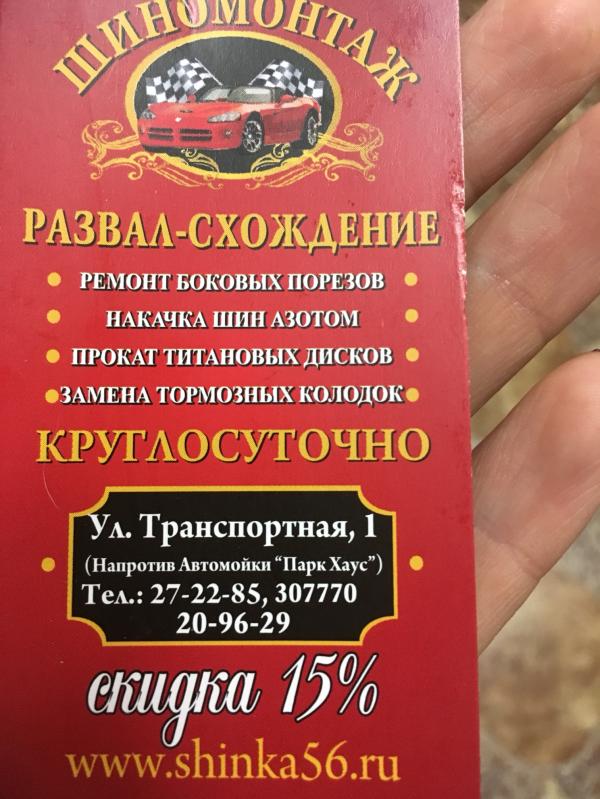 ШИНОМОНТАЖ
РАЗВАЛ-СХОЖДЕНИЕ
РЕМОНТ БОКОВЫХ ПОРЕЗОВ
НАКАЧКА ШИН АЗОТОМ
ПРОКАТ ТИТАНОВЫХ ДИСКОВ
ЗАМЕНА ТОРМОЗНЫХ КОЛОДОК
КРУГЛОСУТОЧНО
Ул. Транспортная, 1
(Напротив Автомойки "Парк Хаус")
Тел.: 27-22-85, 307770
20-96-29
скидка 15%
www.shinka56.ru